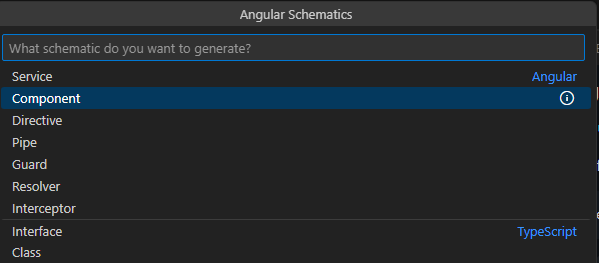 Angular Schematics
What schematic do you want to generate?
Service Angular
Component
Directive
Pipe
Guard
Resolver
Interceptor
Interface TypeScript
Class